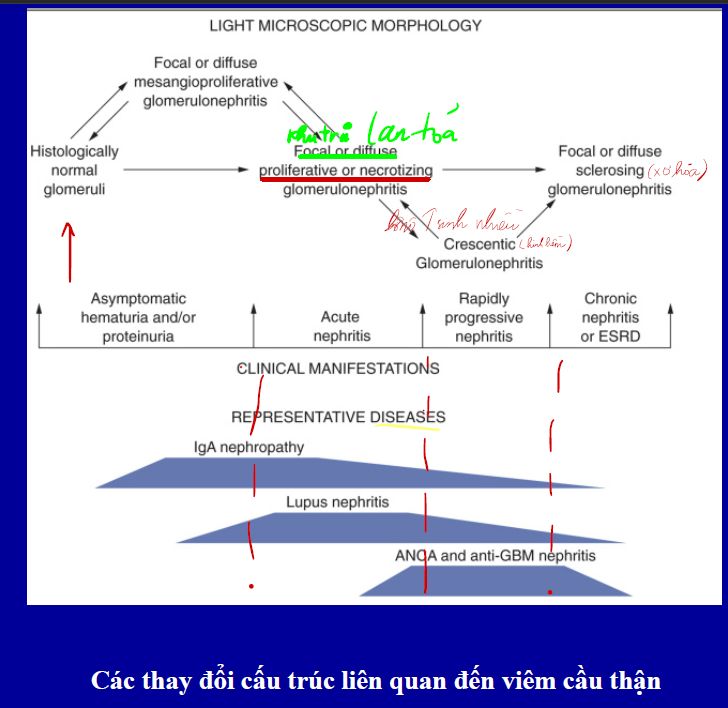 LIGHT MICROSCOPIC MORPHOLOGY
Focal or diffuse
mesangioproliferative
glomerulonephritis
khu trú lan toả
Histologically
normal
glomeruli
Focal or diffuse
proliferative or necrotizing
glomerulonephritis
Focal or diffuse
sclerosing (xơ hóa)
glomerulonephritis
sinh nhiều
Crescentic (hình liềm)
Glomerulonephritis
Asymptomatic
hematuria and/or
proteinuria
Acute
nephritis
Rapidly
progressive
nephritis
Chronic
nephritis
or ESRD
CLINICAL MANIFESTATIONS
REPRESENTATIVE DISEASES
IgA nephropathy
Lupus nephritis
ANCA and anti-GBM nephritis
Các thay đổi cấu trúc liên quan đến viêm cầu thận